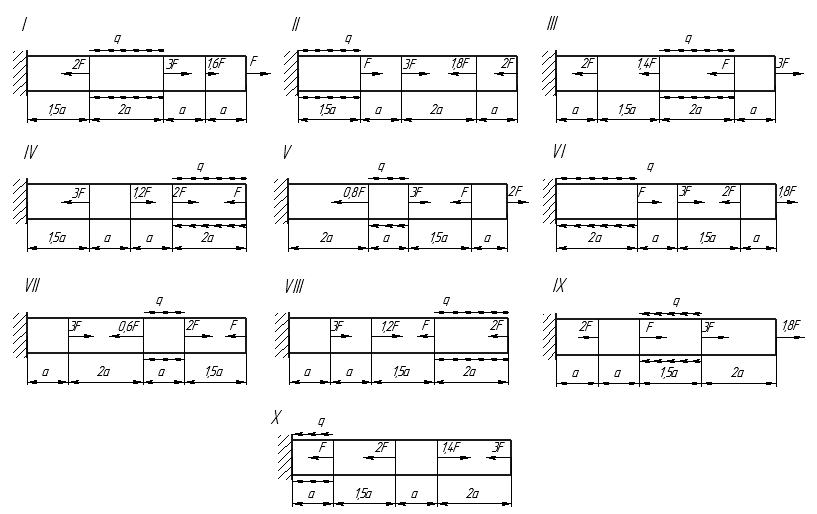 I II III
q q q
2F 3F 1,6F F F 3F 1,8F 2F 2F 1,4F F 3F
1,5a 2a a a 1,5a a 2a a a 1,5a 2a a
IV V VI
q q q
3F 1,2F 2F F 0,8F 3F F 2F F 3F 2F 1,8F
1,5a a a 2a 2a a 1,5a a 2a a 1,5a a
VII VIII IX
q q q
3F 0,6F 2F F 3F 1,2F F 2F 2F F 3F 1,8F
a 2a a 1,5a a a 1,5a 2a a a 1,5a 2a
X
q
F 2F 1,4F 3F
a 1,5a a 2a